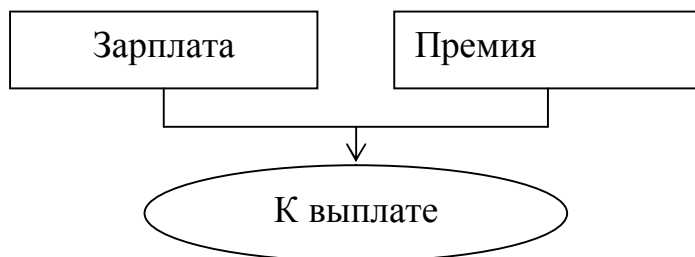 Зарплата
Премия
К выплате